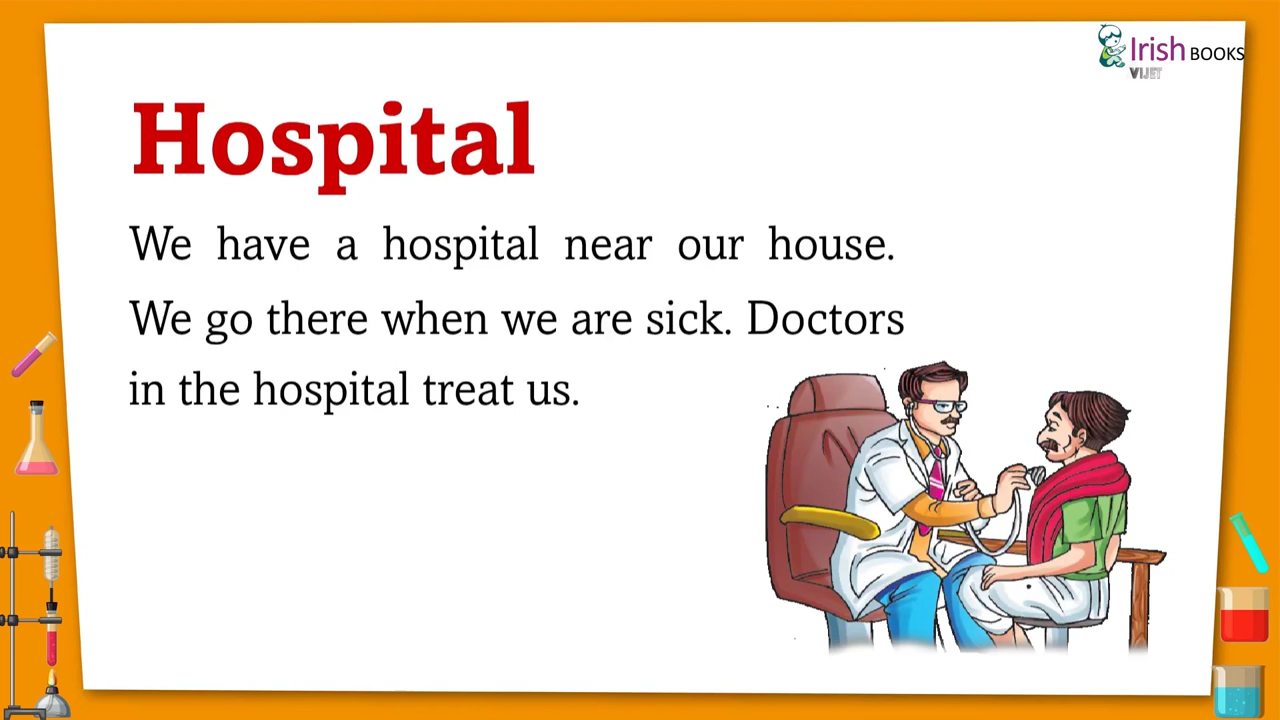 Irish BOOKS
VIJET
Hospital
We have a hospital near our house.
We go there when we are sick. Doctors
in the hospital treat us.